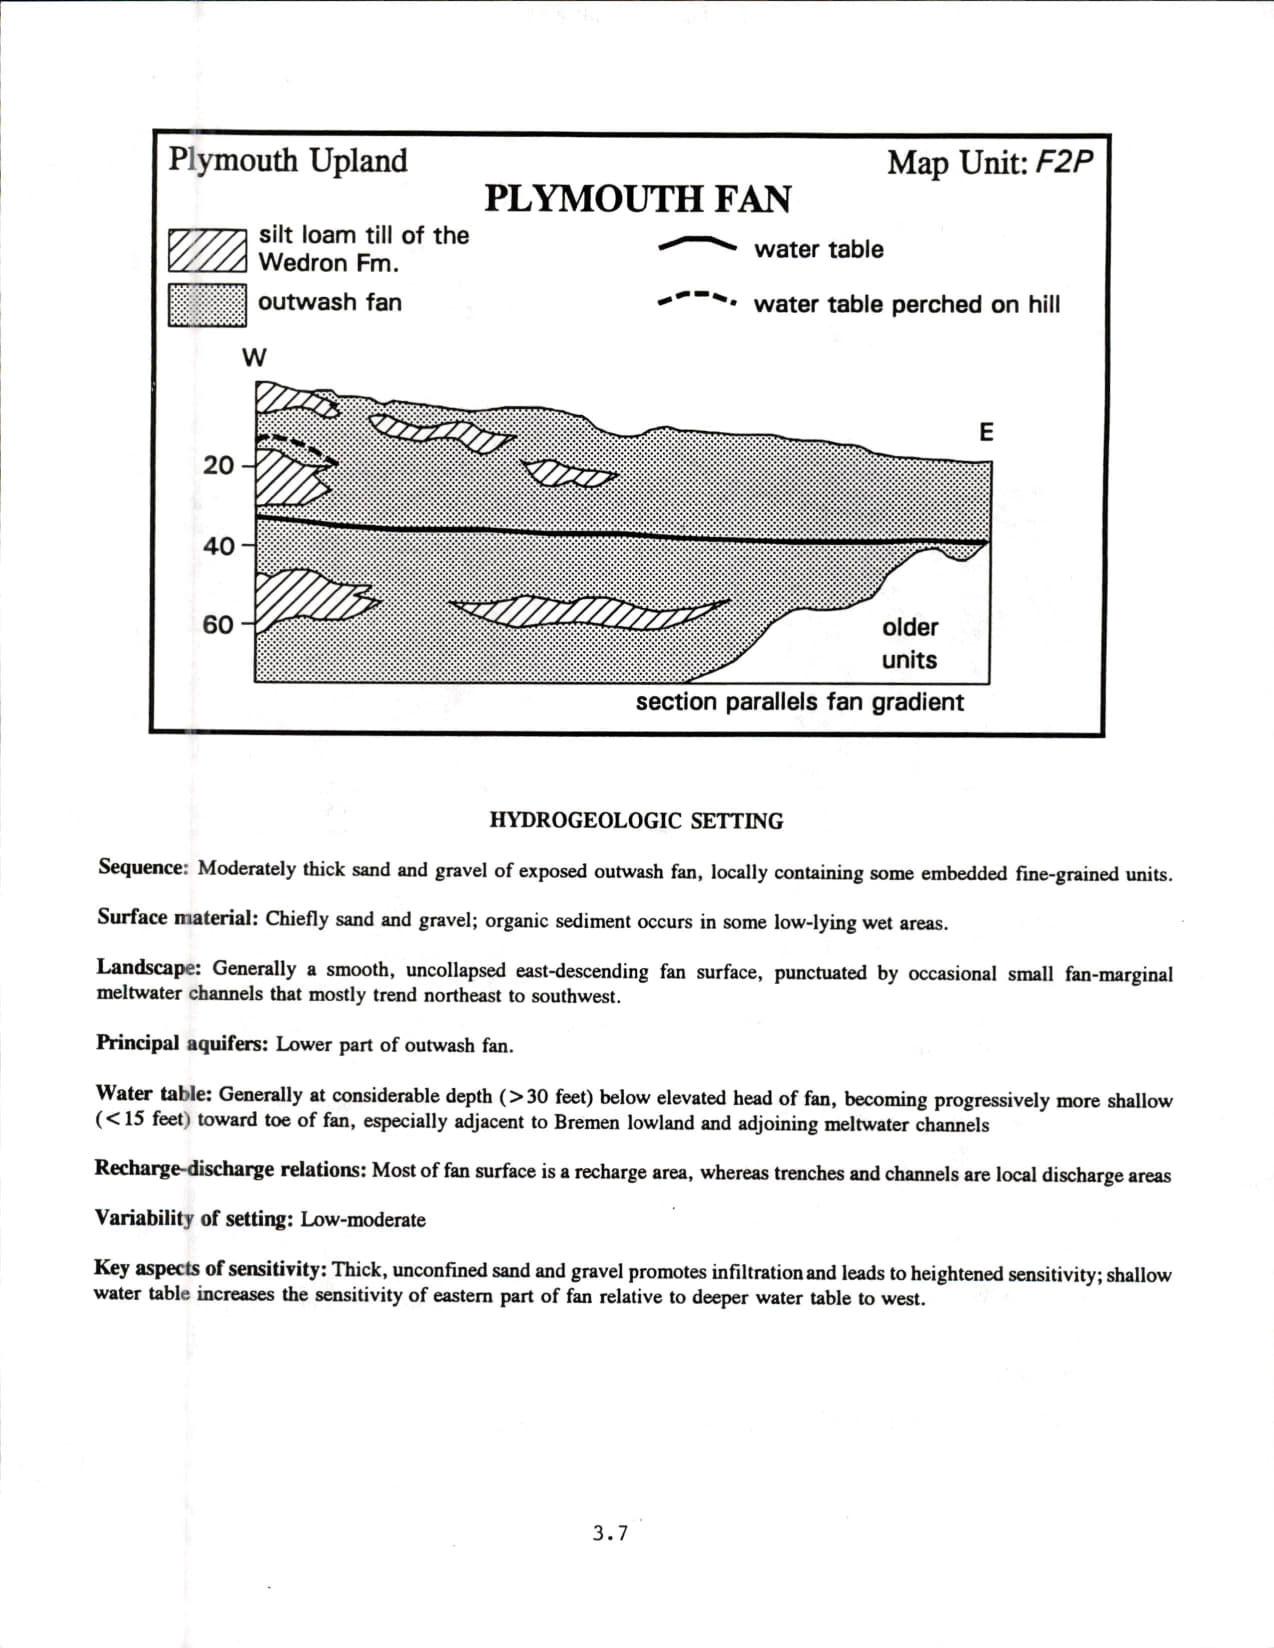 Plymouth Upland
Map Unit: F2P
PLYMOUTH FAN
silt loam till of the
Wedron Fm.
outwash fan
water table
water table perched on hill
W
E
20
40
60
older
units
section parallels fan gradient
HYDROGEOLOGIC SETTING
Sequence: Moderately thick sand and gravel of exposed outwash fan, locally containing some embedded fine-grained units.
Surface material: Chiefly sand and gravel; organic sediment occurs in some low-lying wet areas.
Landscape: Generally a smooth, uncollapsed east-descending fan surface, punctuated by occasional small fan-marginal
meltwater channels that mostly trend northeast to southwest.
Principal aquifers: Lower part of outwash fan.
Water table: Generally at considerable depth (>30 feet) below elevated head of fan, becoming progressively more shallow
(<15 feet) toward toe of fan, especially adjacent to Bremen lowland and adjoining meltwater channels
Recharge-discharge relations: Most of fan surface is a recharge area, whereas trenches and channels are local discharge areas
Variability of setting: Low-moderate
Key aspects of sensitivity: Thick, unconfined sand and gravel promotes infiltration and leads to heightened sensitivity; shallow
water table increases the sensitivity of eastern part of fan relative to deeper water table to west.
3.7